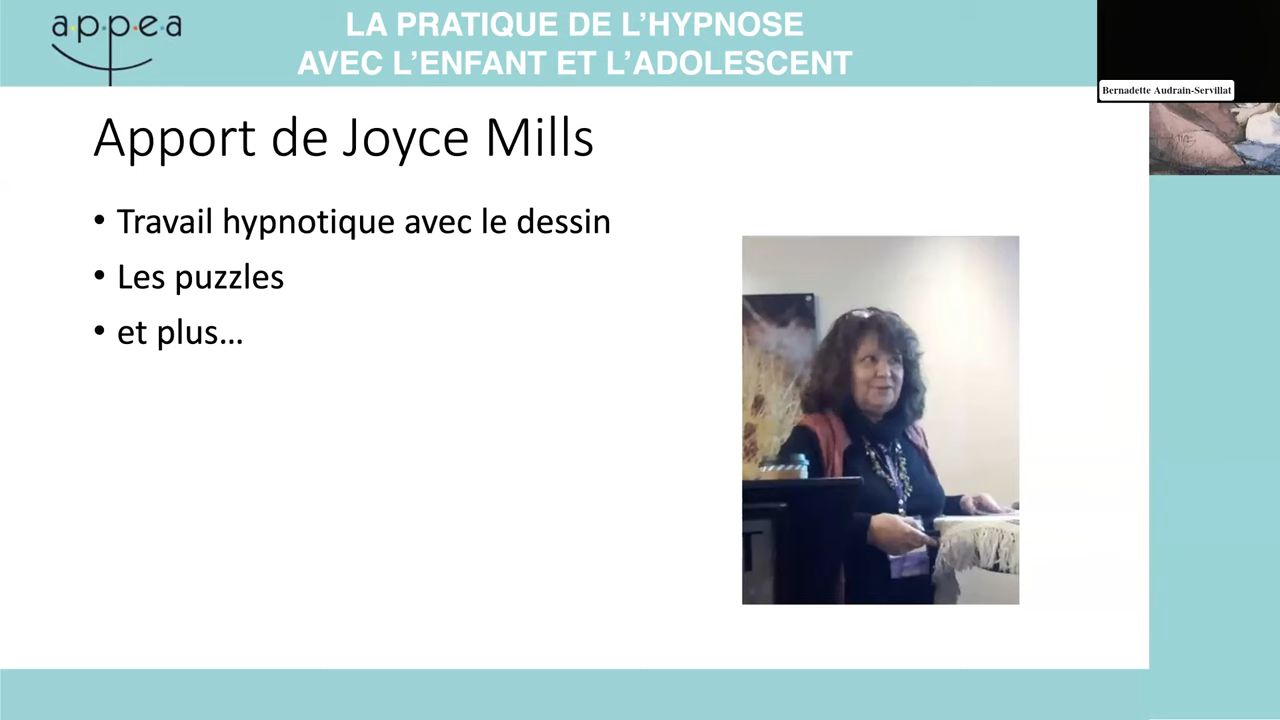 a·p·p·e·a
LA PRATIQUE DE L'HYPNOSE
AVEC L'ENFANT ET L'ADOLESCENT
Bernadette Audrain-Servillat
Apport de Joyce Mills
• Travail hypnotique avec le dessin
• Les puzzles
• et plus...